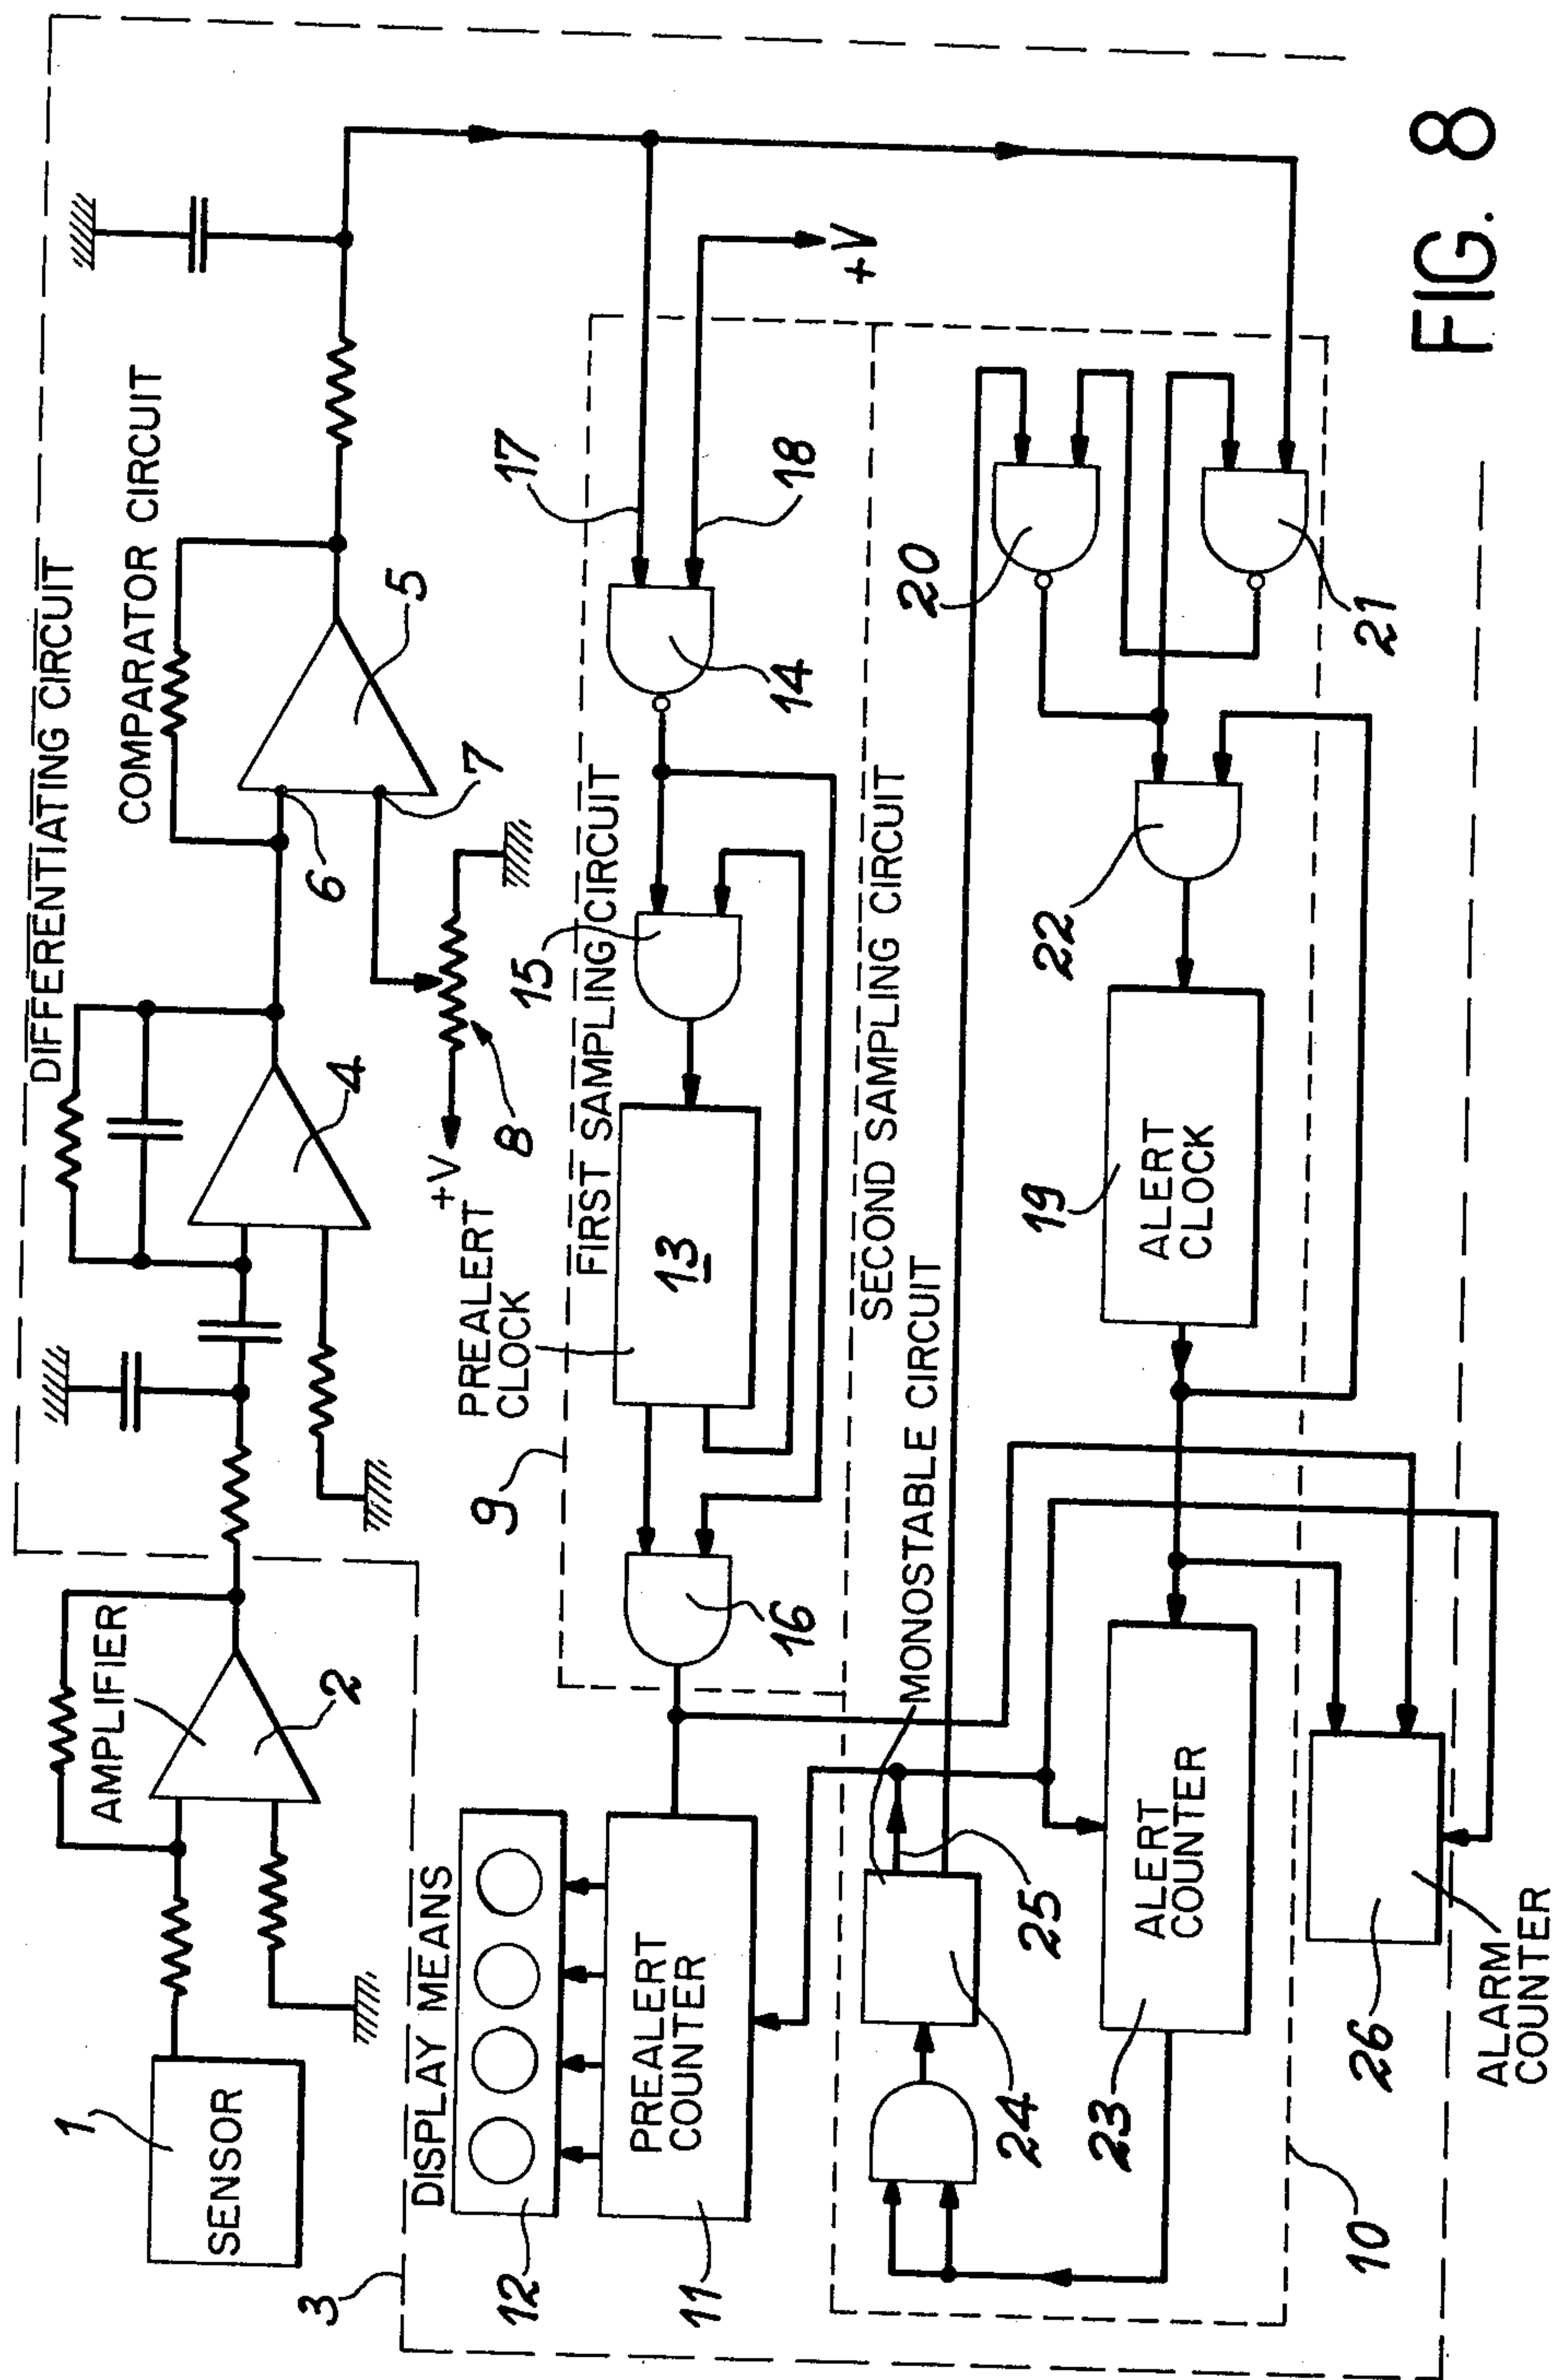 DIFFERENTIATING CIRCUIT
COMPARATOR CIRCUIT
AMPLIFIER
1
SENSOR
2
4
5
6
7
+V
8
3
DISPLAY MEANS
12
PREALERT
COUNTER
11
9
PREALERT
CLOCK
13
FIRST SAMPLING CIRCUIT
15
14
16
17
18
+V
SECOND SAMPLING CIRCUIT
MONOSTABLE CIRCUIT
24
25
20
21
22
19
ALERT
CLOCK
ALERT
COUNTER
23
10
26
ALARM
COUNTER
FIG. 8